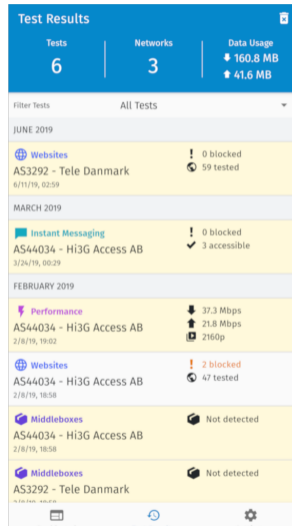 Test Results
Tests
Networks
Data Usage
6
3
160.8 MB
41.6 MB
Filter Tests
All Tests
JUNE 2019
Websites
0 blocked
AS3292 - Tele Danmark
59 tested
6/11/19, 02:59
MARCH 2019
Instant Messaging
0 blocked
AS44034 - Hi3G Access AB
3 accessible
3/24/19, 00:29
FEBRUARY 2019
Performance
37.3 Mbps
AS44034 - Hi3G Access AB
21.8 Mbps
2/8/19, 19:02
2160p
Websites
2 blocked
AS44034 - Hi3G Access AB
47 tested
2/8/19, 18:58
Middleboxes
Not detected
AS44034 - Hi3G Access AB
2/8/19, 18:58
Middleboxes
Not detected
AS3292 - Tele Danmark